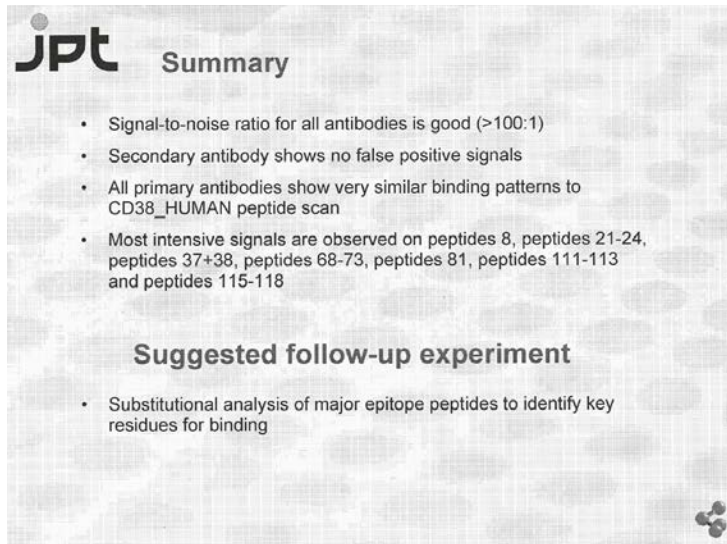 jpt
Summary
• Signal-to-noise ratio for all antibodies is good (>100:1)
• Secondary antibody shows no false positive signals
• All primary antibodies show very similar binding patterns to
CD38_HUMAN peptide scan
• Most intensive signals are observed on peptides 8, peptides 21-24,
peptides 37+38, peptides 68-73, peptides 81, peptides 111-113
and peptides 115-118
Suggested follow-up experiment
• Substitutional analysis of major epitope peptides to identify key
residues for binding